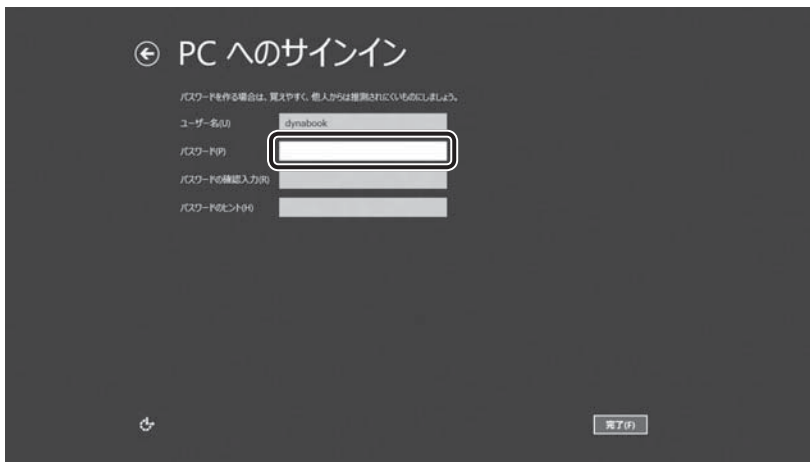 PC へのサインイン
パスワードを作る場合は、覚えやすく、他人からは推測されにくいものにしましょう。
ユーザー名(U) dynabook
パスワード(P)
パスワードの確認入力(R)
パスワードのヒント(H)
完了(F)